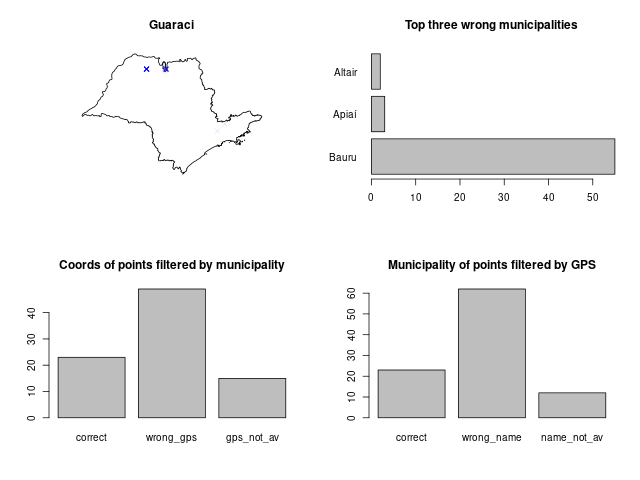 Guaraci
Top three wrong municipalities
Altair
Apiaí
Bauru
0 10 20 30 40 50
Coords of points filtered by municipality
0 10 20 30 40
correct wrong_gps gps_not_av
Municipality of points filtered by GPS
0 10 20 30 40 50 60
correct wrong_name name_not_av